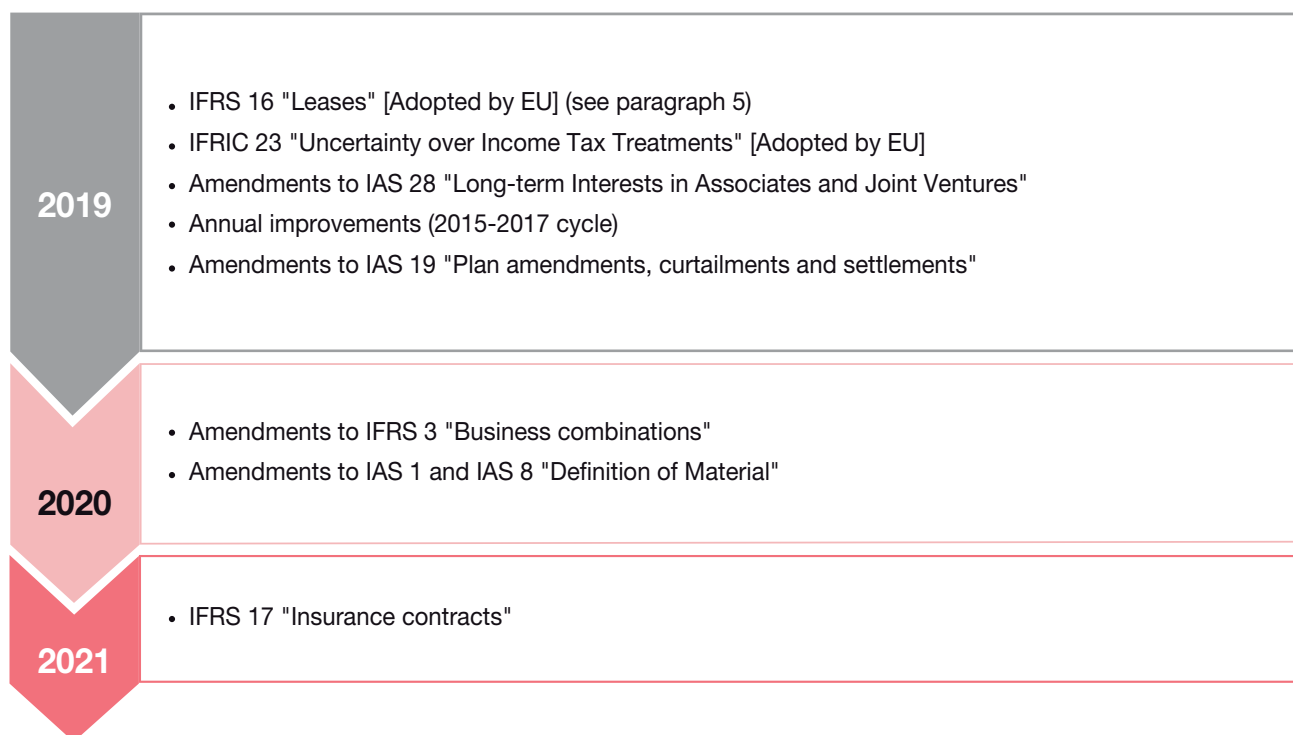 2019
• IFRS 16 "Leases" [Adopted by EU] (see paragraph 5)
• IFRIC 23 "Uncertainty over Income Tax Treatments" [Adopted by EU]
• Amendments to IAS 28 "Long-term Interests in Associates and Joint Ventures"
• Annual improvements (2015-2017 cycle)
• Amendments to IAS 19 "Plan amendments, curtailments and settlements"
2020
• Amendments to IFRS 3 "Business combinations"
• Amendments to IAS 1 and IAS 8 "Definition of Material"
2021
• IFRS 17 "Insurance contracts"